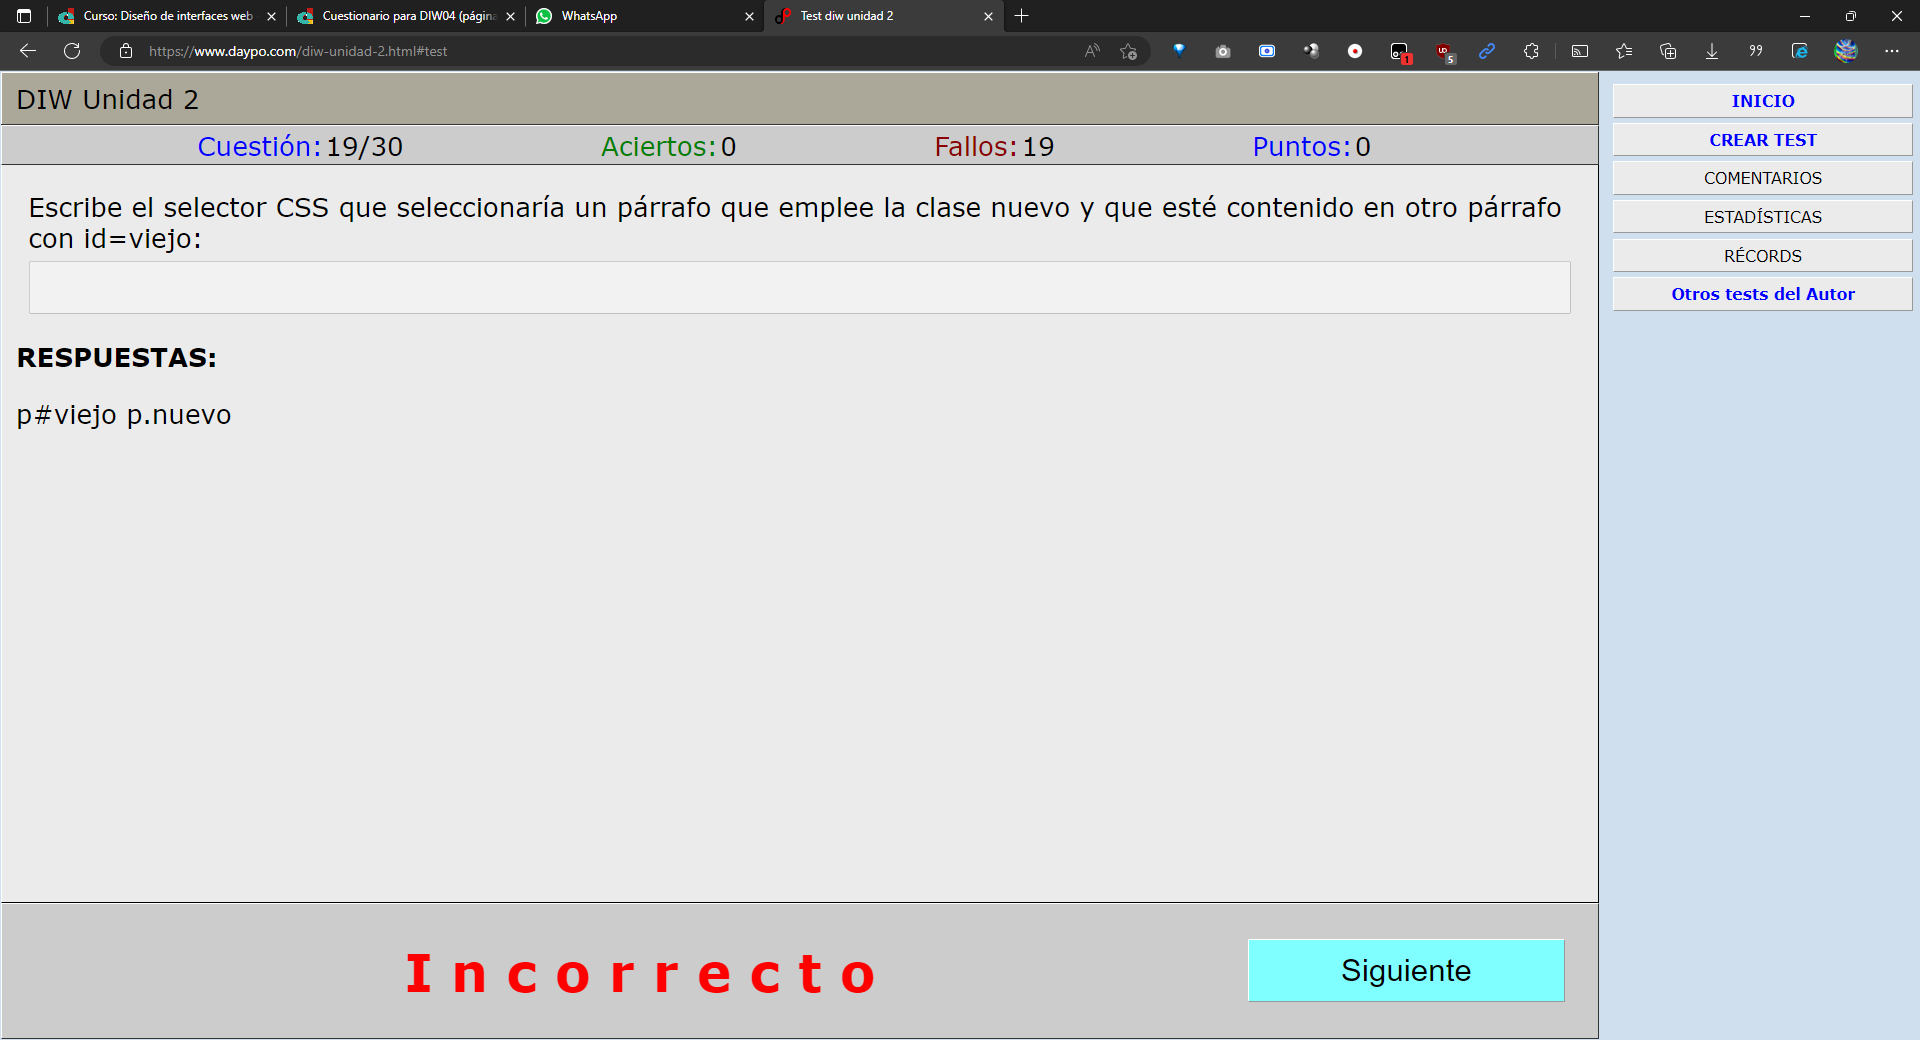 Curso: Diseño de interfaces web
Cuestionario para DIW04 (págin
WhatsApp
Test diw unidad 2
https://www.daypo.com/diw-unidad-2.html#test
1
5
DIW Unidad 2
Cuestión: 19/30 Aciertos: 0 Fallos: 19 Puntos: 0
Escribe el selector CSS que seleccionaría un párrafo que emplee la clase nuevo y que esté contenido en otro párrafo
con id=viejo:
RESPUESTAS:
p#viejo p.nuevo
Incorrecto
Siguiente
INICIO
CREAR TEST
COMENTARIOS
ESTADÍSTICAS
RÉCORDS
Otros tests del Autor